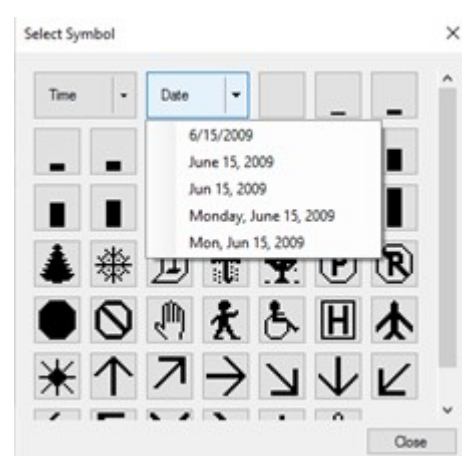 Select Symbol
Time
Date
6/15/2009
June 15, 2009
Jun 15, 2009
Monday, June 15, 2009
Mon, Jun 15, 2009
P
R
H
Close